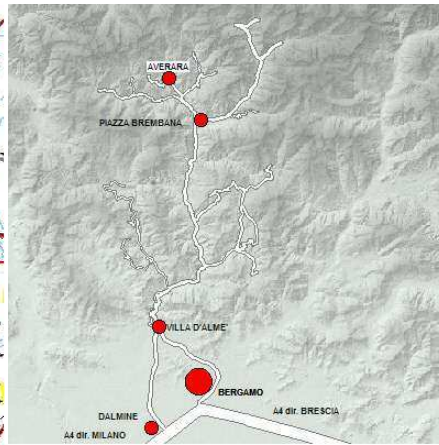 AVERARA
PIAZZA BREMBANA
VILLA D'ALME'
BERGAMO
DALMINE
A4 dir. BRESCIA
A4 dir. MILANO